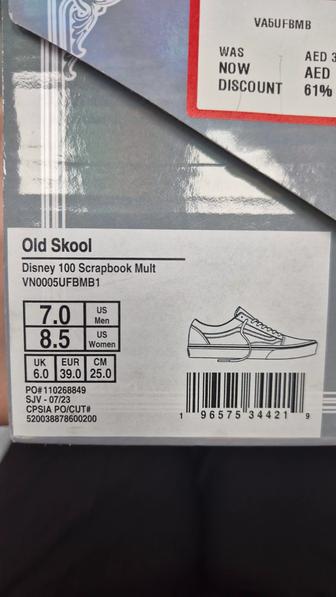 VA5UFBMB
WAS AED 3
NOW AED
DISCOUNT 61%
Old Skool
Disney 100 Scrapbook Mult
VN0005UFBMB1
7.0 US Men
8.5 US Women
UK 6.0 EUR 39.0 CM 25.0
PO# 110268849
SJV - 07/23
CPSIA PO/CUT#
520038878600200
1 96575 34421 9